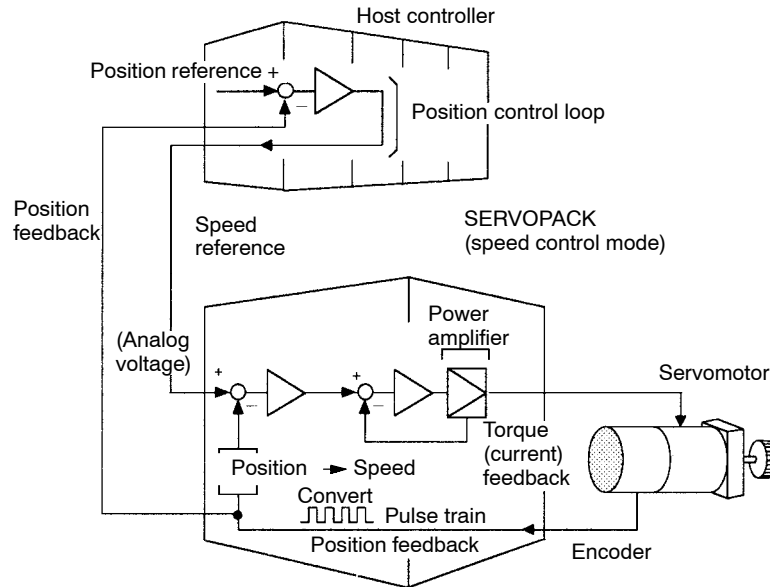 Host controller
Position reference +
−
Position control loop
Position
feedback
Speed
reference
SERVOPACK
(speed control mode)
(Analog
voltage)
Power
amplifier
+
−
+
−
Servomotor
Torque
(current)
feedback
Position
Speed
Convert
Pulse train
Position feedback
Encoder